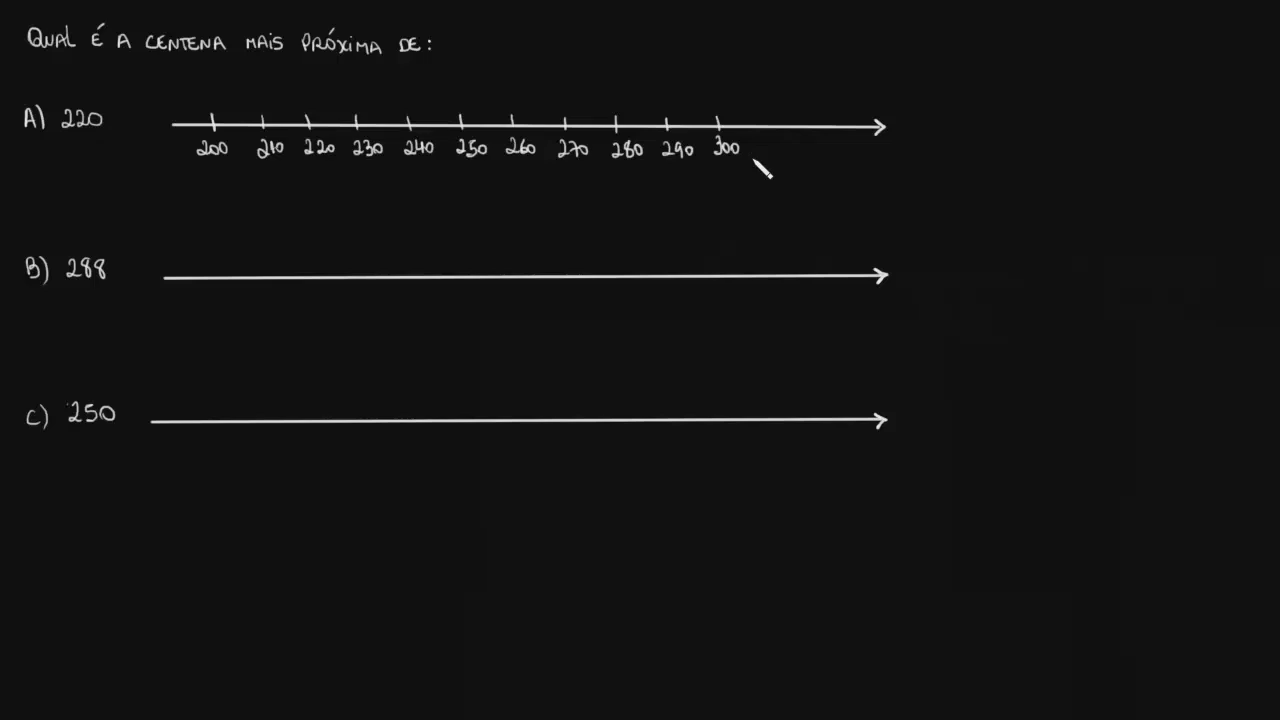 QUAL É A CENTENA MAIS PRÓXIMA DE:
A) 220
200 210 220 230 240 250 260 270 280 290 300
B) 288
C) 250